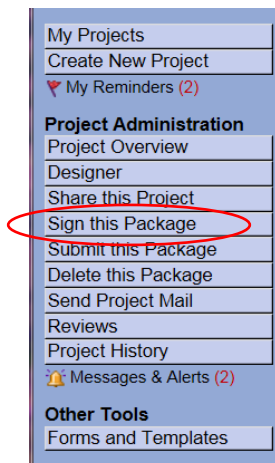 My Projects
Create New Project
My Reminders (2)
Project Administration
Project Overview
Designer
Share this Project
Sign this Package
Submit this Package
Delete this Package
Send Project Mail
Reviews
Project History
Messages & Alerts (2)
Other Tools
Forms and Templates